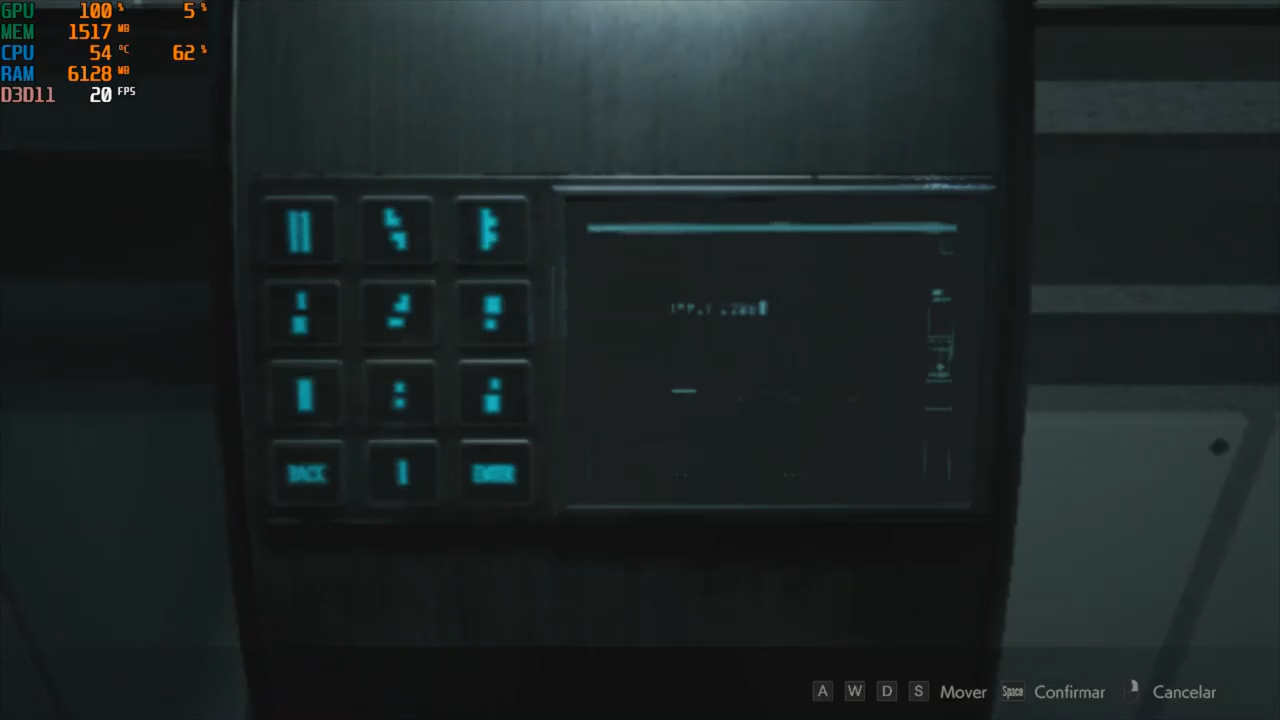 GPU 100 % 5 %
MEM 1517 MB
CPU 54 °C 62 %
RAM 6128 MB
D3D11 20 FPS
BACK
ENTER
A W D S Mover Space Confirmar Cancelar